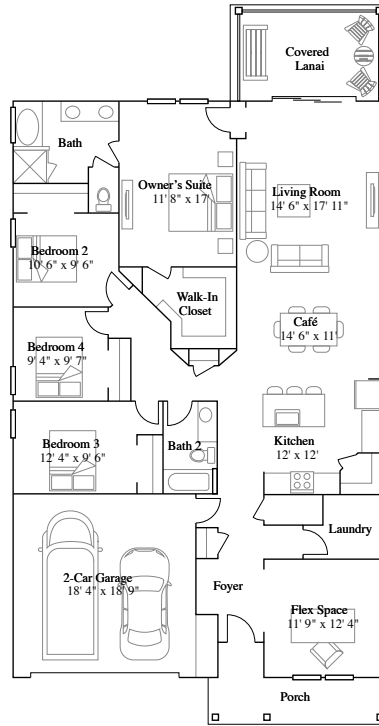 Covered
Lanai
Bath
Owner's Suite
11' 8" x 17'
Living Room
14' 6" x 17' 11"
Bedroom 2
10' 6" x 9' 6"
Walk-In
Closet
Café
14' 6" x 11'
Bedroom 4
9' 4" x 9' 7"
Bedroom 3
12' 4" x 9' 6"
Bath 2
Kitchen
12' x 12'
Laundry
2-Car Garage
18' 4" x 18' 9"
Foyer
Flex Space
11' 9" x 12' 4"
Porch